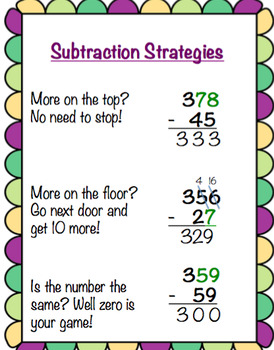 Subtraction Strategies
More on the top?
No need to stop!
378
- 45
333
More on the floor?
Go next door and
get 10 more!
4 16
356
- 27
329
Is the number the
same? Well zero is
your game!
359
- 59
300